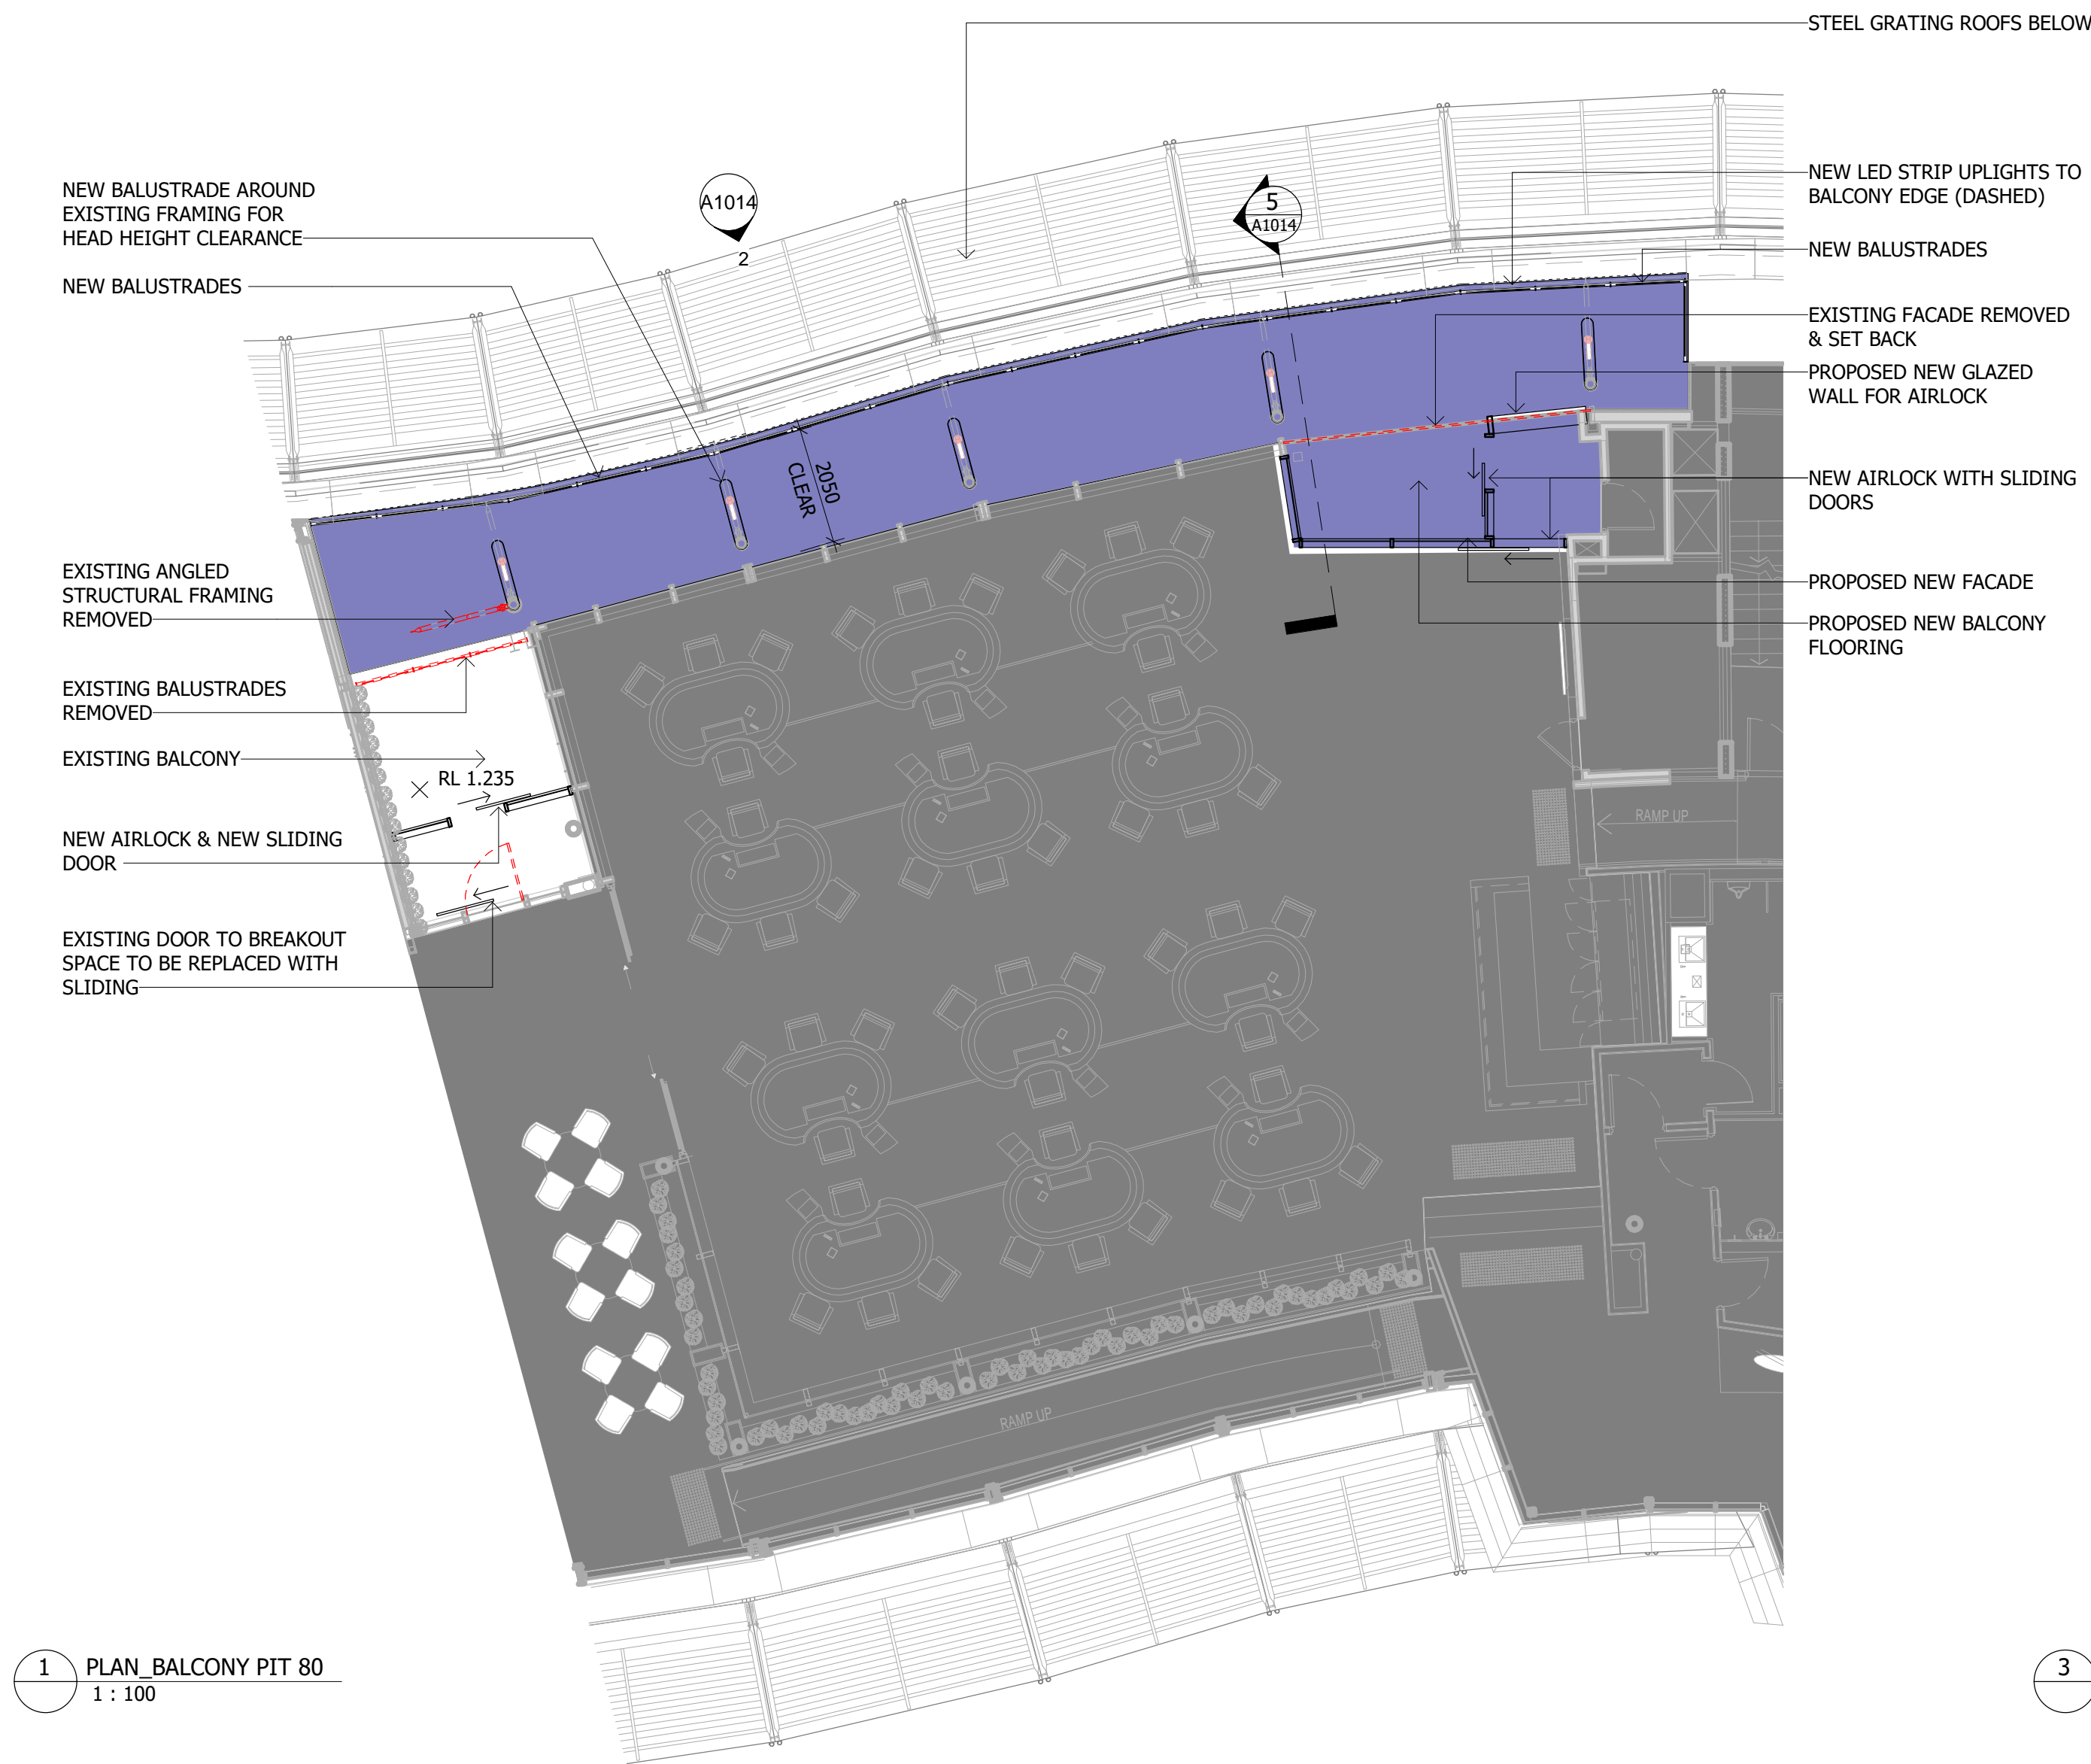 STEEL GRATING ROOFS BELOW
NEW BALUSTRADE AROUND
EXISTING FRAMING FOR
HEAD HEIGHT CLEARANCE
NEW BALUSTRADES
EXISTING ANGLED
STRUCTURAL FRAMING
REMOVED
EXISTING BALUSTRADES
REMOVED
EXISTING BALCONY
NEW AIRLOCK & NEW SLIDING
DOOR
EXISTING DOOR TO BREAKOUT
SPACE TO BE REPLACED WITH
SLIDING
A1014
2
5
A1014
2050
CLEAR
RL 1.235
RAMP UP
RAMP UP
NEW LED STRIP UPLIGHTS TO
BALCONY EDGE (DASHED)
NEW BALUSTRADES
EXISTING FACADE REMOVED
& SET BACK
PROPOSED NEW GLAZED
WALL FOR AIRLOCK
NEW AIRLOCK WITH SLIDING
DOORS
PROPOSED NEW FACADE
PROPOSED NEW BALCONY
FLOORING
1
PLAN_BALCONY PIT 80
1 : 100
3